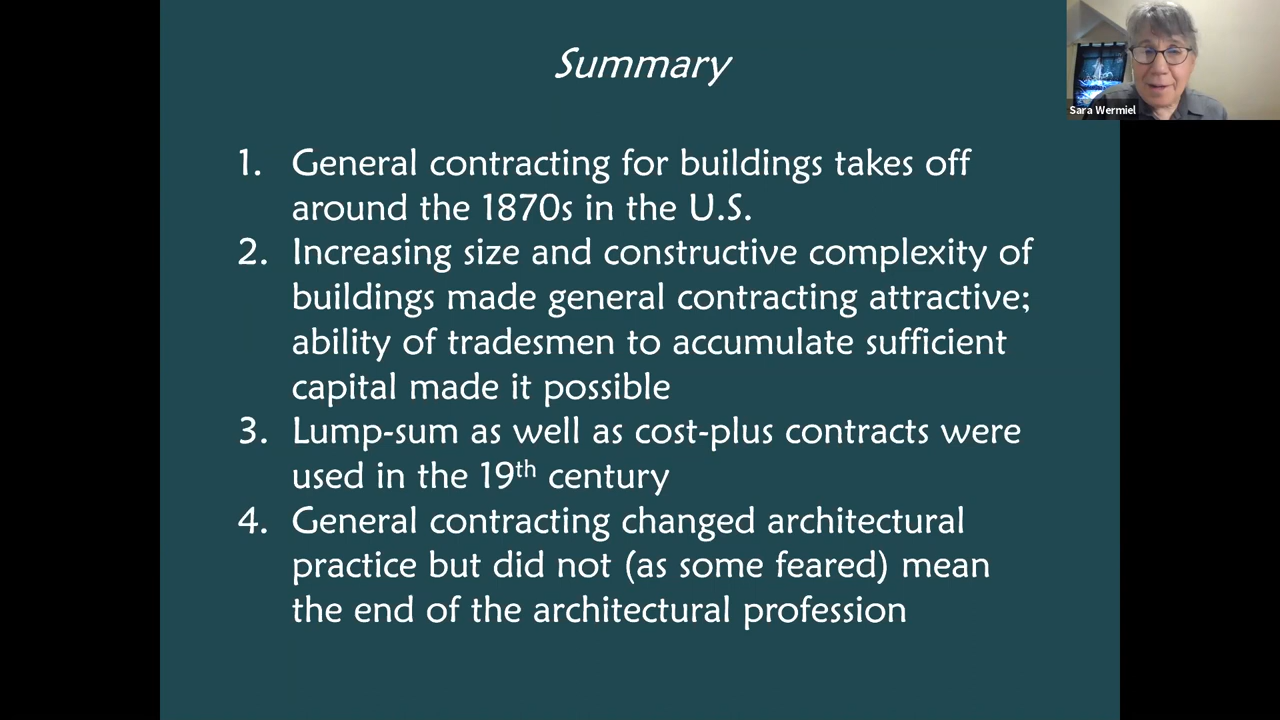 Summary
Sara Wermiel
1. General contracting for buildings takes off
around the 1870s in the U.S.
2. Increasing size and constructive complexity of
buildings made general contracting attractive;
ability of tradesmen to accumulate sufficient
capital made it possible
3. Lump-sum as well as cost-plus contracts were
used in the 19th century
4. General contracting changed architectural
practice but did not (as some feared) mean
the end of the architectural profession